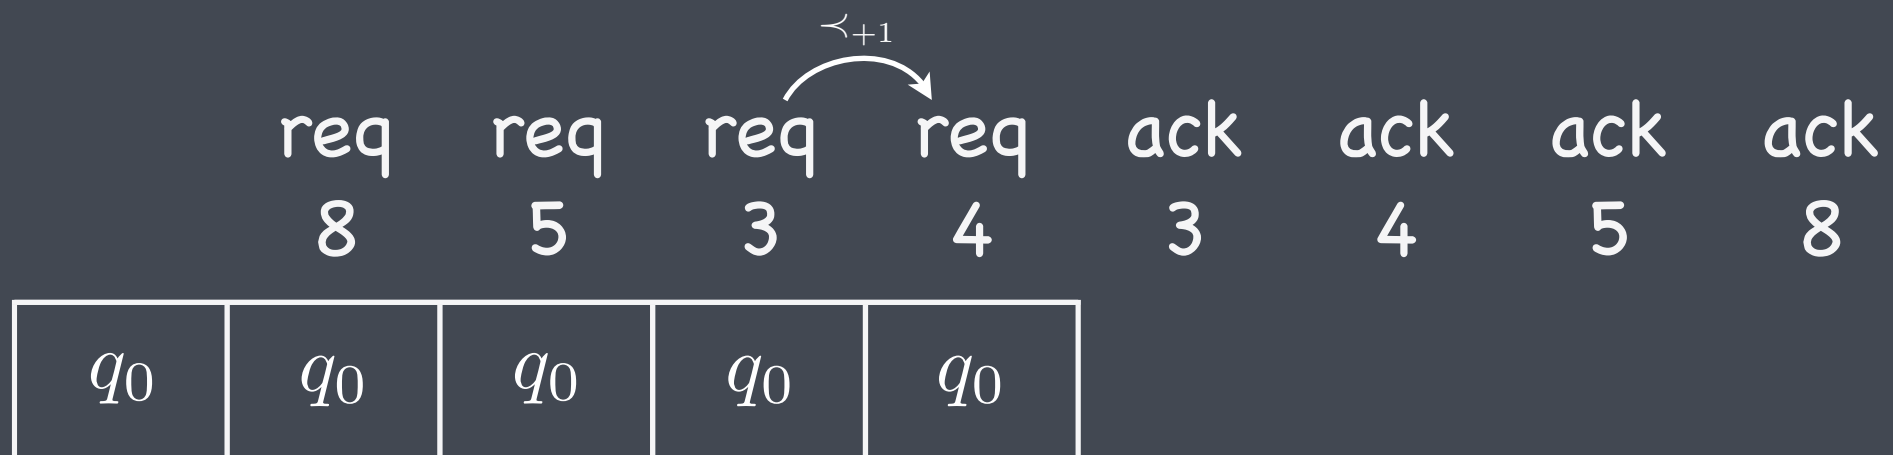 ≺+1
req req req req ack ack ack ack
8 5 3 4 3 4 5 8
q0 q0 q0 q0 q0